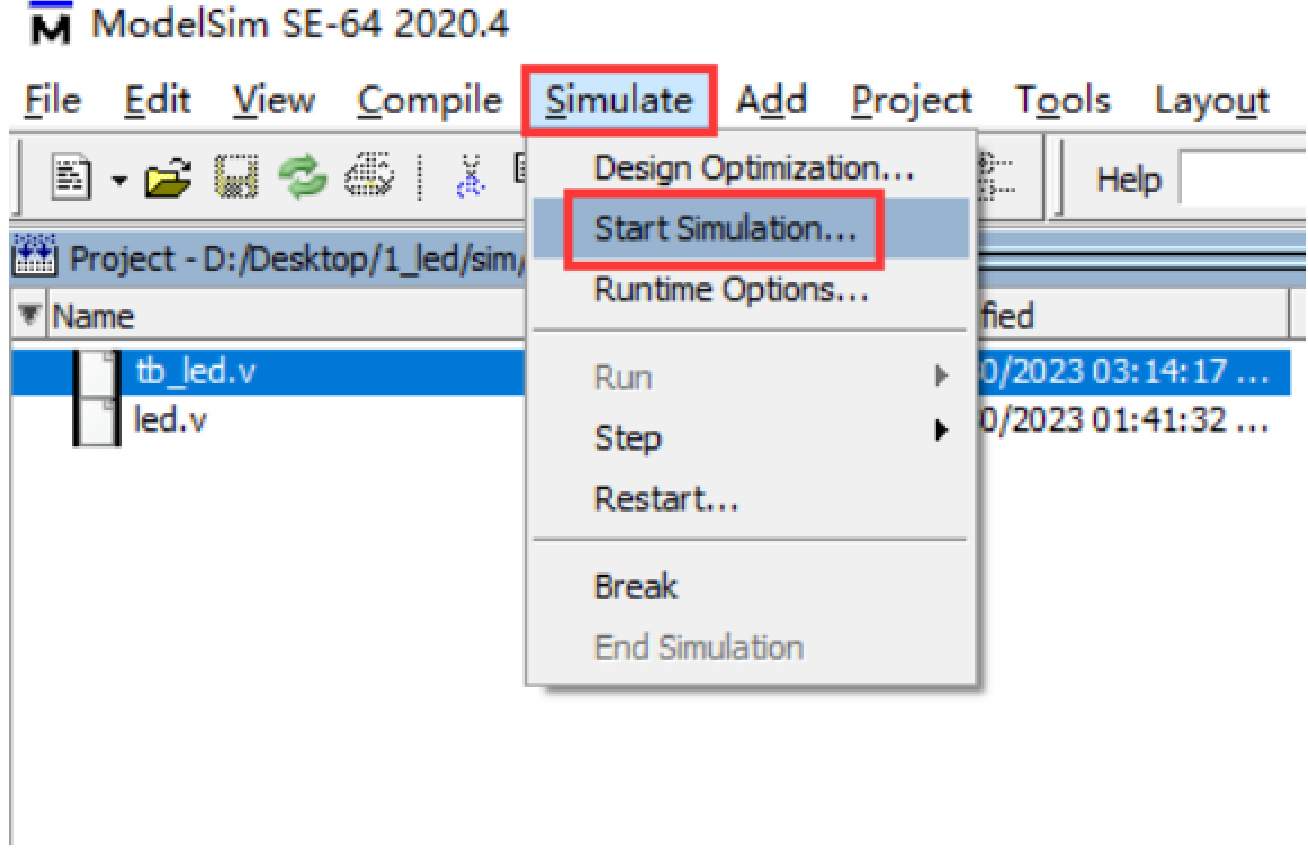 ModelSim SE-64 2020.4
File Edit View Compile Simulate Add Project Tools Layout
Help
Project - D:/Desktop/1_led/sim/
Name fied
tb_led.v 0/2023 03:14:17 ...
led.v 0/2023 01:41:32 ...
Design Optimization...
Start Simulation...
Runtime Options...
Run
Step
Restart...
Break
End Simulation